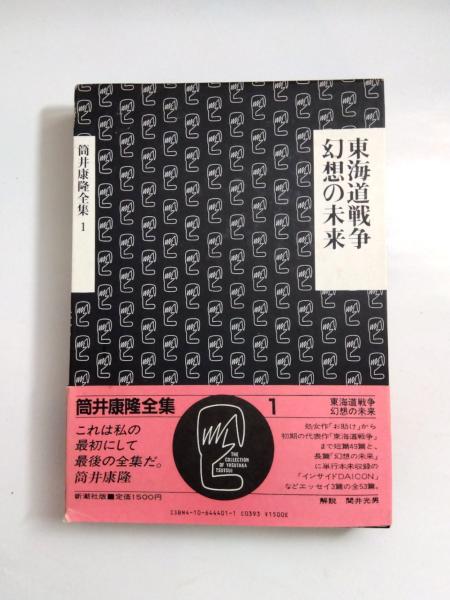 東海道戦争
幻想の未来
筒井康隆全集 1
筒井康隆全集
これは私の
最初にして
最後の全集だ。
筒井康隆
新潮社版■定価1500円
THE
COLLECTION
OF YASUTAKA
TSUTSUI
1
東海道戦争
幻想の未来
処女作「お助け」から
初期の代表作「東海道戦争」
まで短篇49篇と、
長篇「幻想の未来」
に単行本未収録の
「インサイドDAICON」
などエッセイ3篇の全53篇。
解説 間井光男
ISBN4-10-644401-1 C0393 ¥1500E